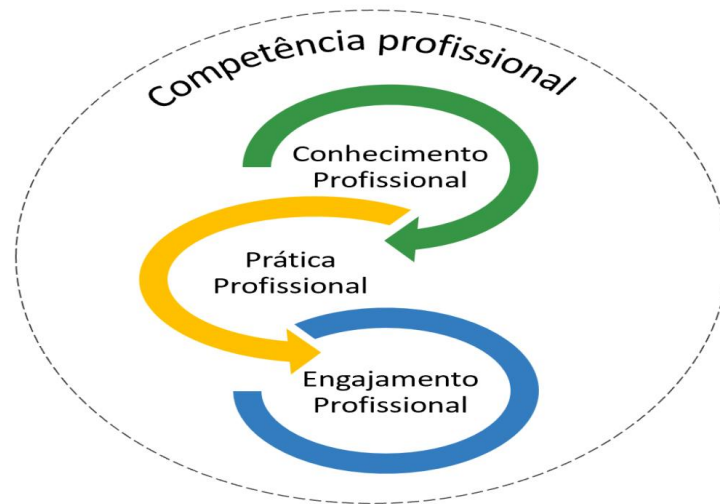 Competência profissional
Conhecimento
Profissional
Prática
Profissional
Engajamento
Profissional